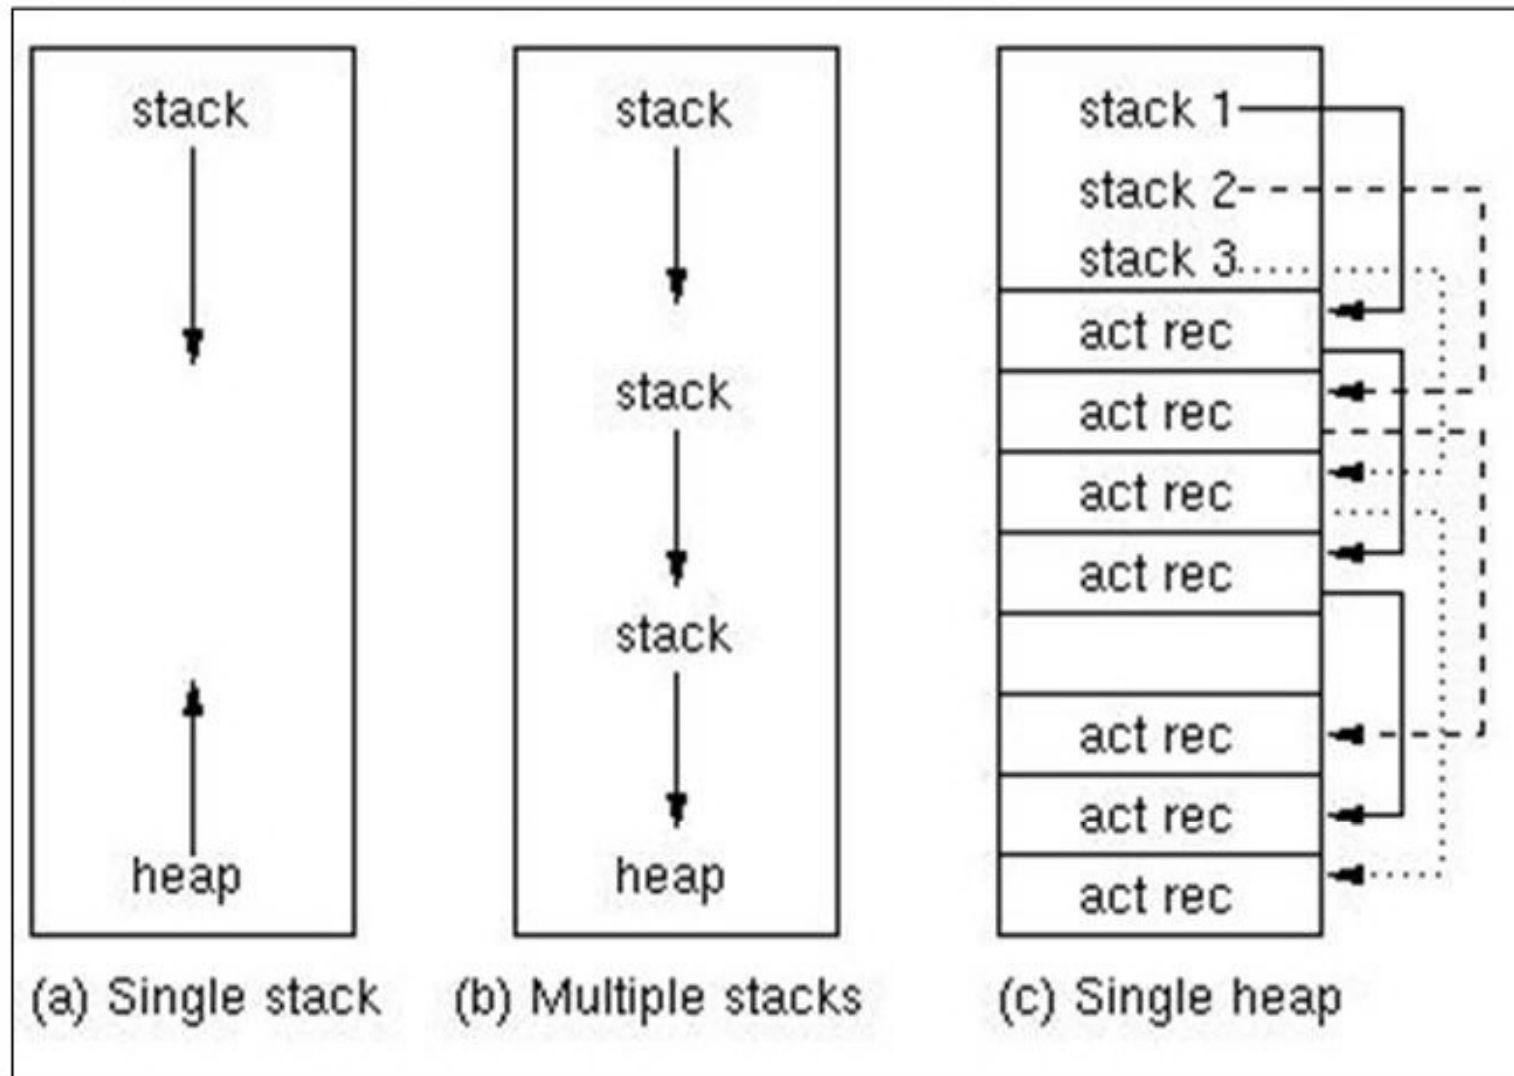 stack
heap
(a) Single stack
stack
stack
stack
heap
(b) Multiple stacks
stack 1
stack 2
stack 3
act rec
act rec
act rec
act rec
act rec
act rec
act rec
(c) Single heap